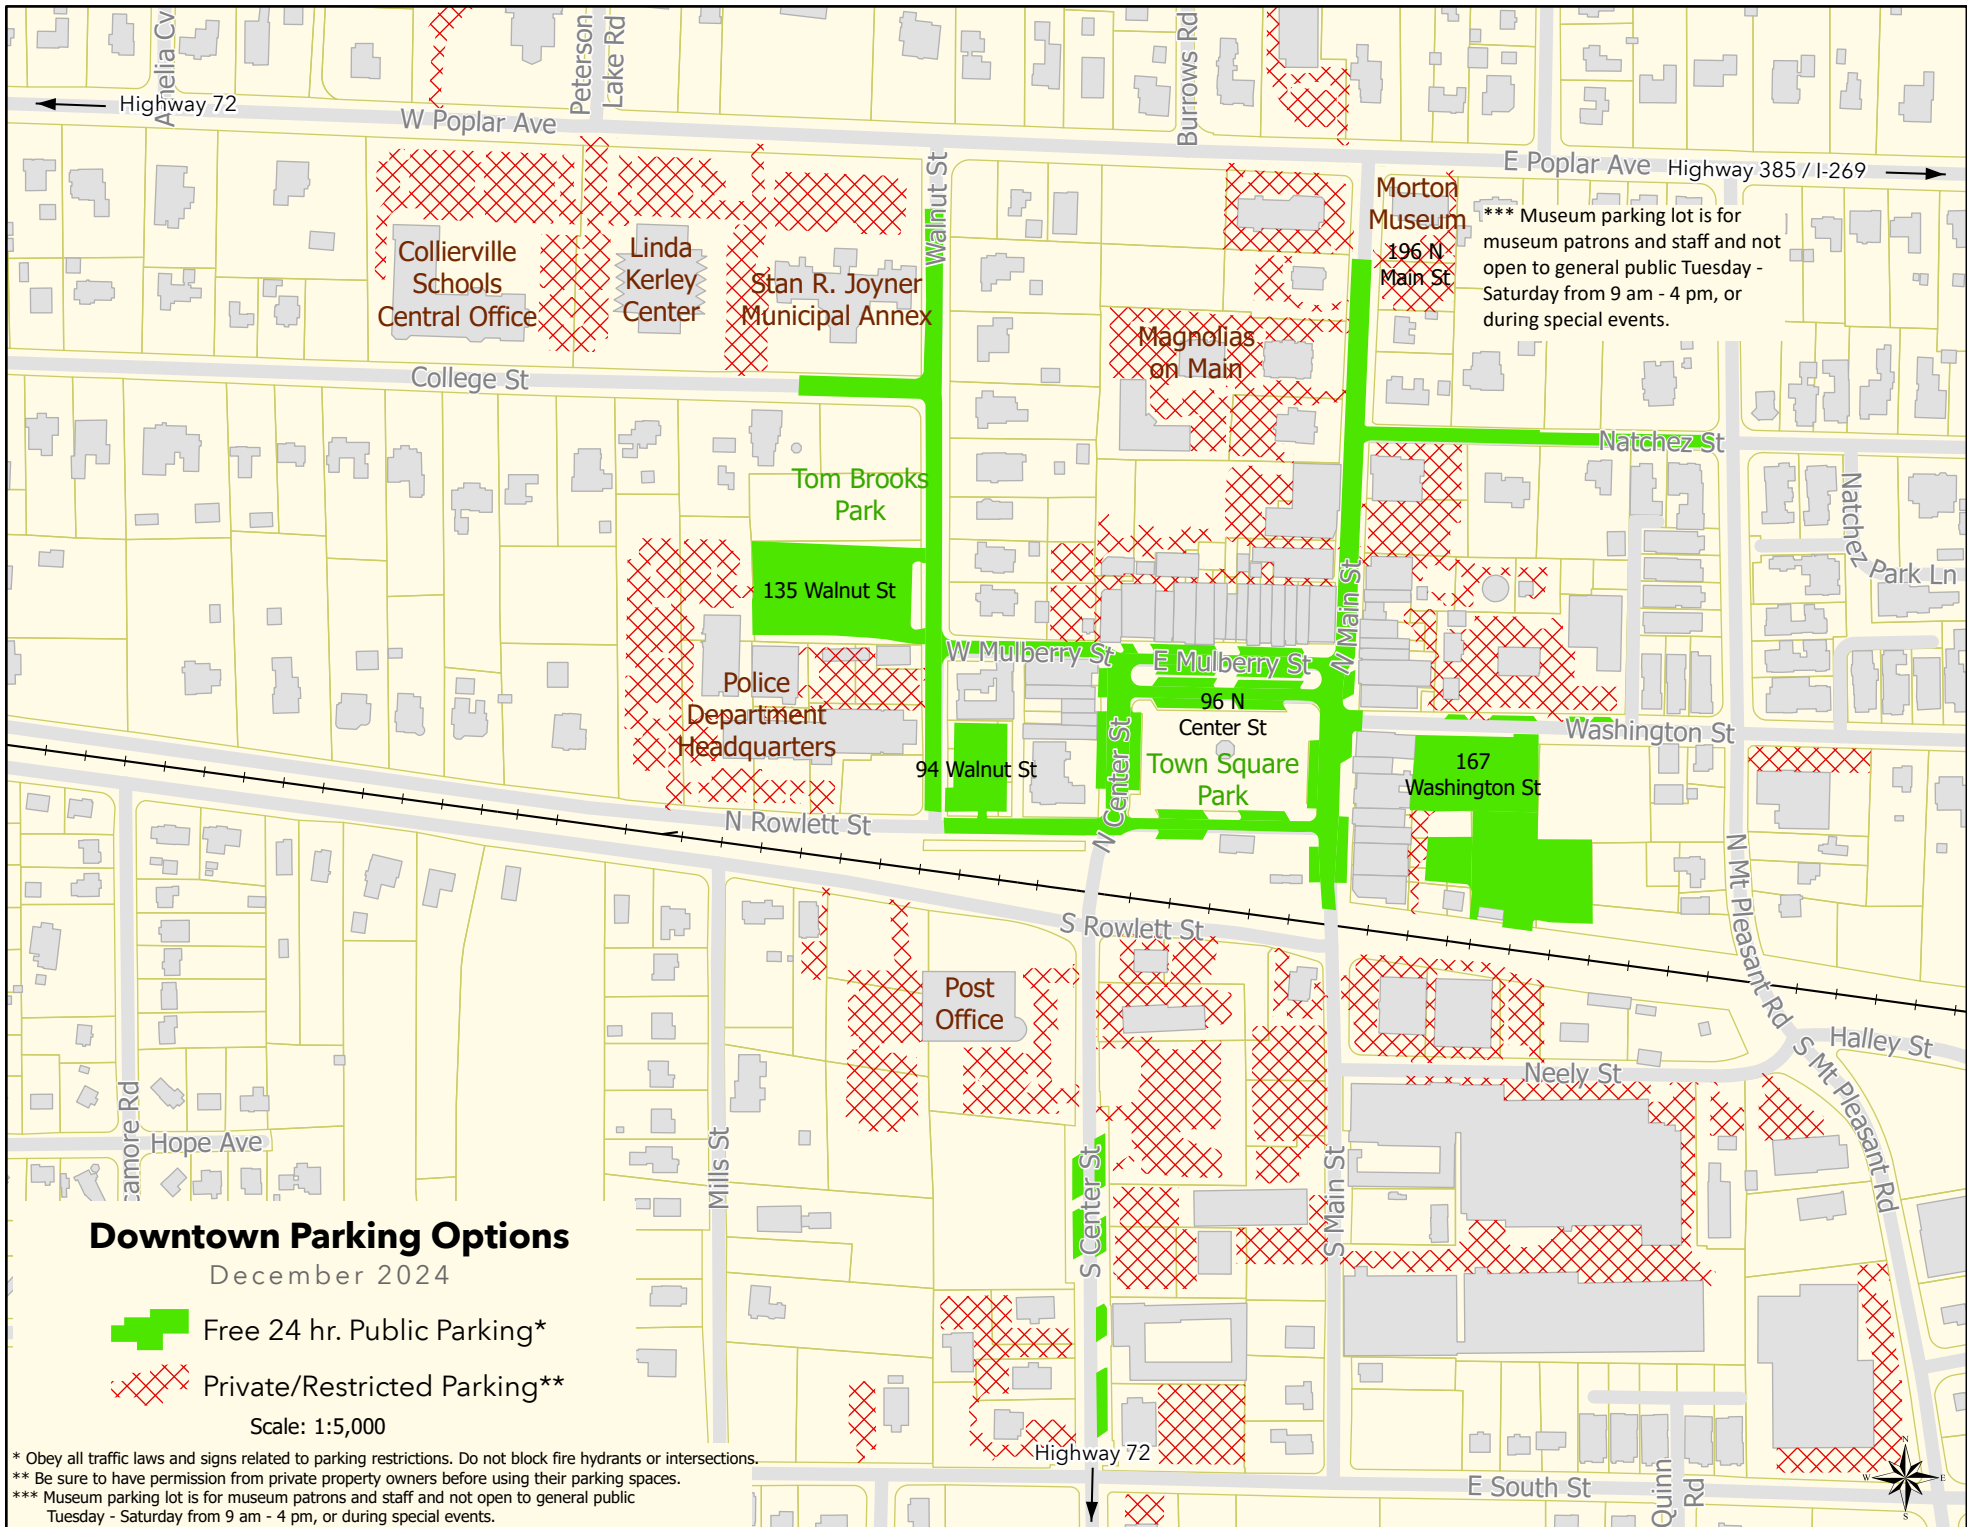 Amelia Cv
Peterson
Lake Rd
Burrows Rd
Highway 72
W Poplar Ave
E Poplar Ave
Highway 385 / I-269
Walnut St
Morton
Museum
196 N
Main St
*** Museum parking lot is for
museum patrons and staff and not
open to general public Tuesday -
Saturday from 9 am - 4 pm, or
during special events.
Collierville
Schools
Central Office
Linda
Kerley
Center
Stan R. Joyner
Municipal Annex
Magnolias
on Main
College St
Natchez St
Tom Brooks
Park
Natchez
Park Ln
135 Walnut St
N Main St
W Mulberry St
E Mulberry St
Police
Department
Headquarters
96 N
Center St
Washington St
N Center St
Town Square
Park
94 Walnut St
167
Washington St
N Rowlett St
N Mt Pleasant Rd
S Rowlett St
Post
Office
Halley St
Neely St
S Mt Pleasant Rd
Hope Ave
camore Rd
Mills St
S Center St
S Main St
Downtown Parking Options
December 2024
Free 24 hr. Public Parking*
Private/Restricted Parking**
Scale: 1:5,000
* Obey all traffic laws and signs related to parking restrictions. Do not block fire hydrants or intersections.
** Be sure to have permission from private property owners before using their parking spaces.
*** Museum parking lot is for museum patrons and staff and not open to general public
Tuesday - Saturday from 9 am - 4 pm, or during special events.
Highway 72
E South St
Quinn
Rd
N
W
E
S